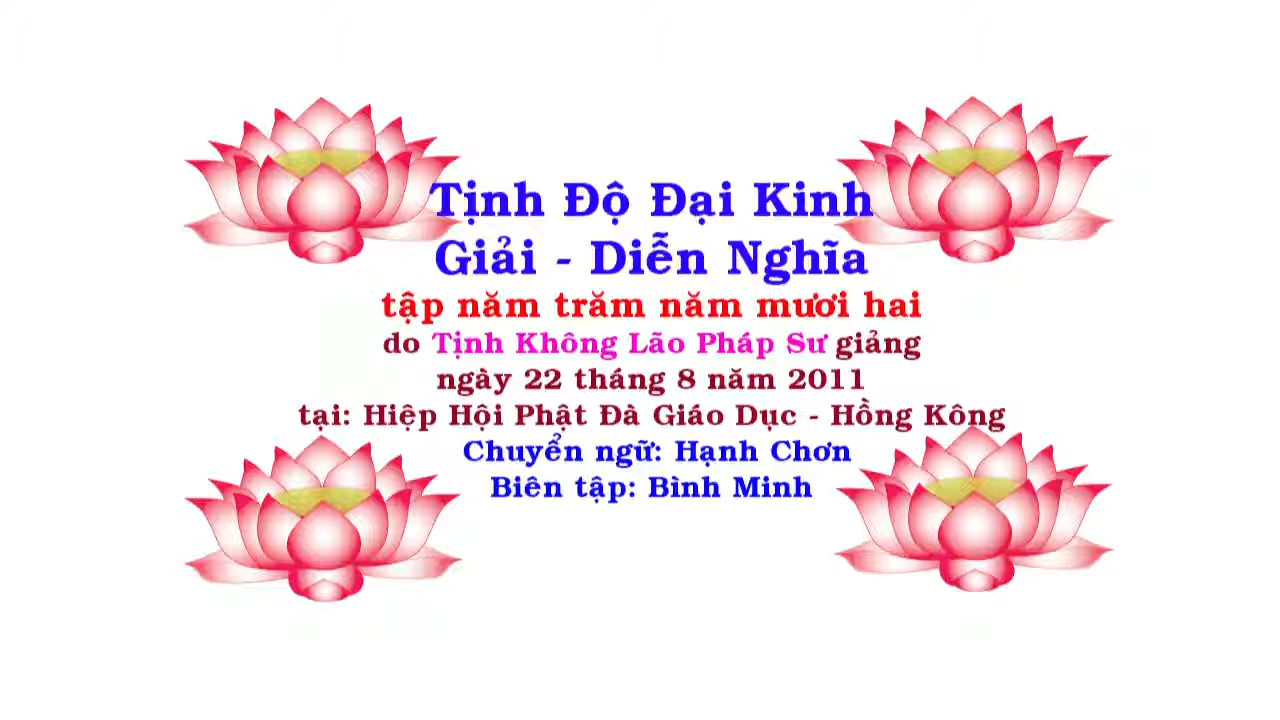 Tịnh Độ Đại Kinh
Giải - Diễn Nghĩa
tập năm trăm năm mươi hai
do Tịnh Không Lão Pháp Sư giảng
ngày 22 tháng 8 năm 2011
tại: Hiệp Hội Phật Đà Giáo Dục - Hồng Kông
Chuyển ngữ: Hạnh Chơn
Biên tập: Bình Minh